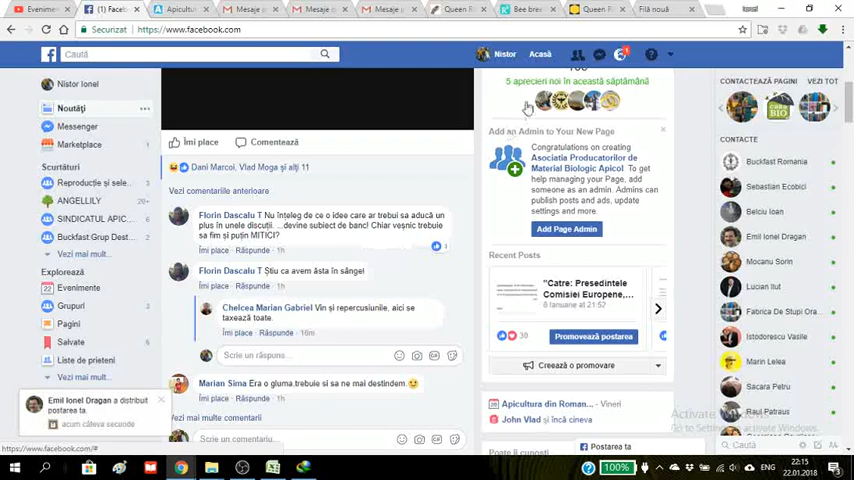 Evenime
(1) Faceb
Apicultur
Mesaje p
Mesaje p
Mesaje p
Queen R
Bee bree
Queen R
Filă nouă
Securizat
https://www.facebook.com
Caută
Nistor
Acasă
1
Nistor Ionel
Noutăţi
Messenger
Marketplace
Scurtături
Reproducție și sele...
ANGELLILY
SINDICATUL APIC...
Buckfast Grup Dest...
Vezi mai mult...
Explorează
Evenimente
Grupuri
Pagini
Salvate
Liste de prieteni
Vezi mai mult...
Emil Ionel Dragan a distribuit
postarea ta.
acum câteva secunde
https://www.facebook.com/#
Îmi place
Comentează
Dani Marcoi, Vlad Moga şi alţi 11
Vezi comentariile anterioare
Florin Dascalu T Nu înțeleg de ce o idee care ar trebui sa aducă un
plus în unele discuții. ...devine subiect de banc! Chiar veșnic trebuie
sa fim și puțin MITICI?
1
Îmi place · Răspunde · 1h
Florin Dascalu T Știu ca avem ăsta în sânge!
Îmi place · Răspunde · 1h
Chelcea Marian Gabriel Vin și repercusiunile, aici se
taxează toate.
Îmi place · Răspunde · 16m
Scrie un răspuns...
Marian Sima Era o gluma,trebuie si sa ne mai destindem.
Îmi place · Răspunde · 1h
Vezi mai multe comentarii
Scrie un comentariu...
5 aprecieri noi în această săptămână
Add an Admin to Your New Page
Congratulations on creating
Asociatia Producatorilor de
Material Biologic Apicol. To get
help managing your Page, add
someone as an admin. Admins
can publish posts and ads, update
settings and more.
Add Page Admin
Recent Posts
"Catre: Presedintele
Comisiei Europene,...
8 Ianuarie at 21:52
30
Promovează postarea
Creează o promovare
Apicultura din Roman... - Vineri
John Vlad şi încă cineva
Postarea ta
CONTACTEAZĂ PAGINI
VEZI TOT
CASA
BIO
CONTACTE
Buckfast Romania
Sebastian Ecobici
Belciu Ioan
Emil Ionel Dragan
Mocanu Sorin
Lucian Ilut
Fabrica De Stupi Ora...
Istodorescu Vasile
Marin Lelea
Sacara Petru
Raul Petraus
Activate Windows
Go to Settings to activate Windows.
Caută
100%
ENG
22:15
22.01.2018